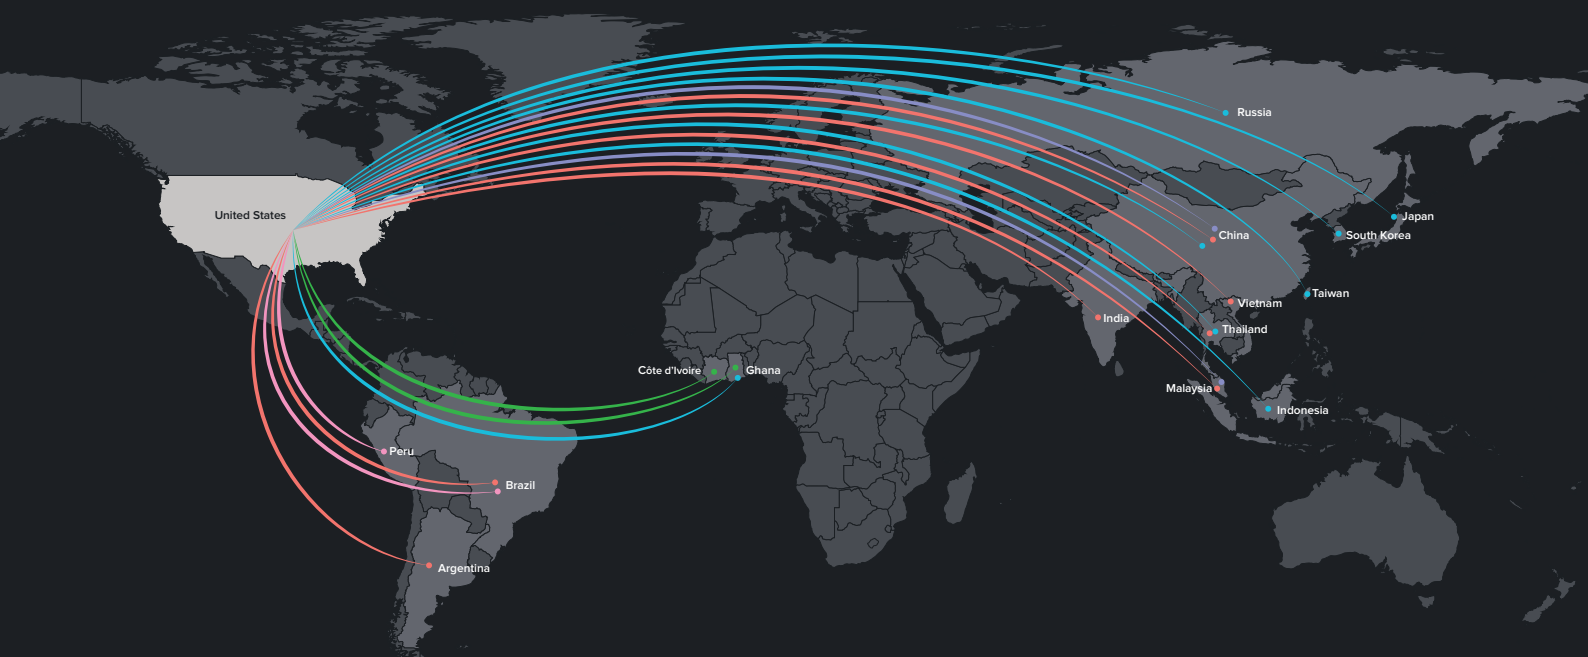 Russia
United States
Japan
China
South Korea
Taiwan
Vietnam
India
Thailand
Côte d'Ivoire
Ghana
Malaysia
Indonesia
Peru
Brazil
Argentina